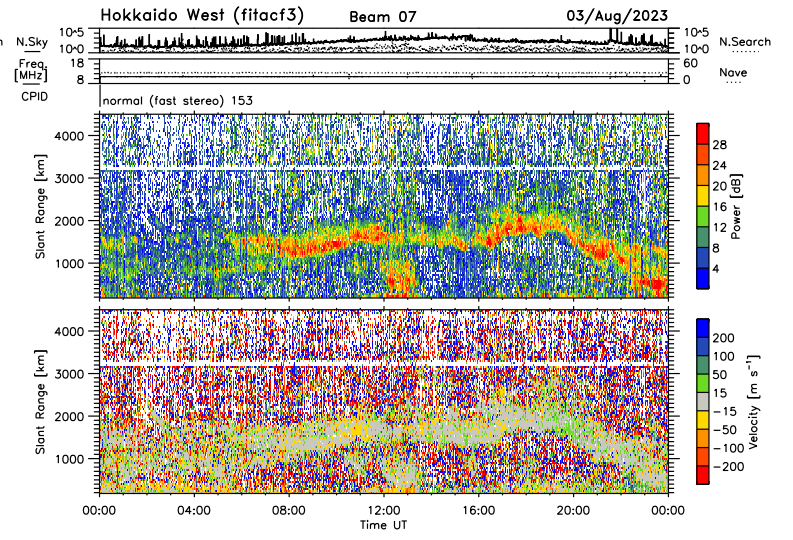 Hokkaido West (fitacf3) Beam 07 03/Aug/2023
n N.Sky 10^5 10^0 10^5 10^0 N.Search
Freq. [MHz] 18 8 60 0 Nave
CPID normal (fast stereo) 153
Slant Range [km] 4000 3000 2000 1000
28 24 20 16 12 8 4 Power [dB]
Slant Range [km] 4000 3000 2000 1000
200 100 50 15 -15 -50 -100 -200 Velocity [m s^-1]
00:00 04:00 08:00 12:00 16:00 20:00 00:00
Time UT